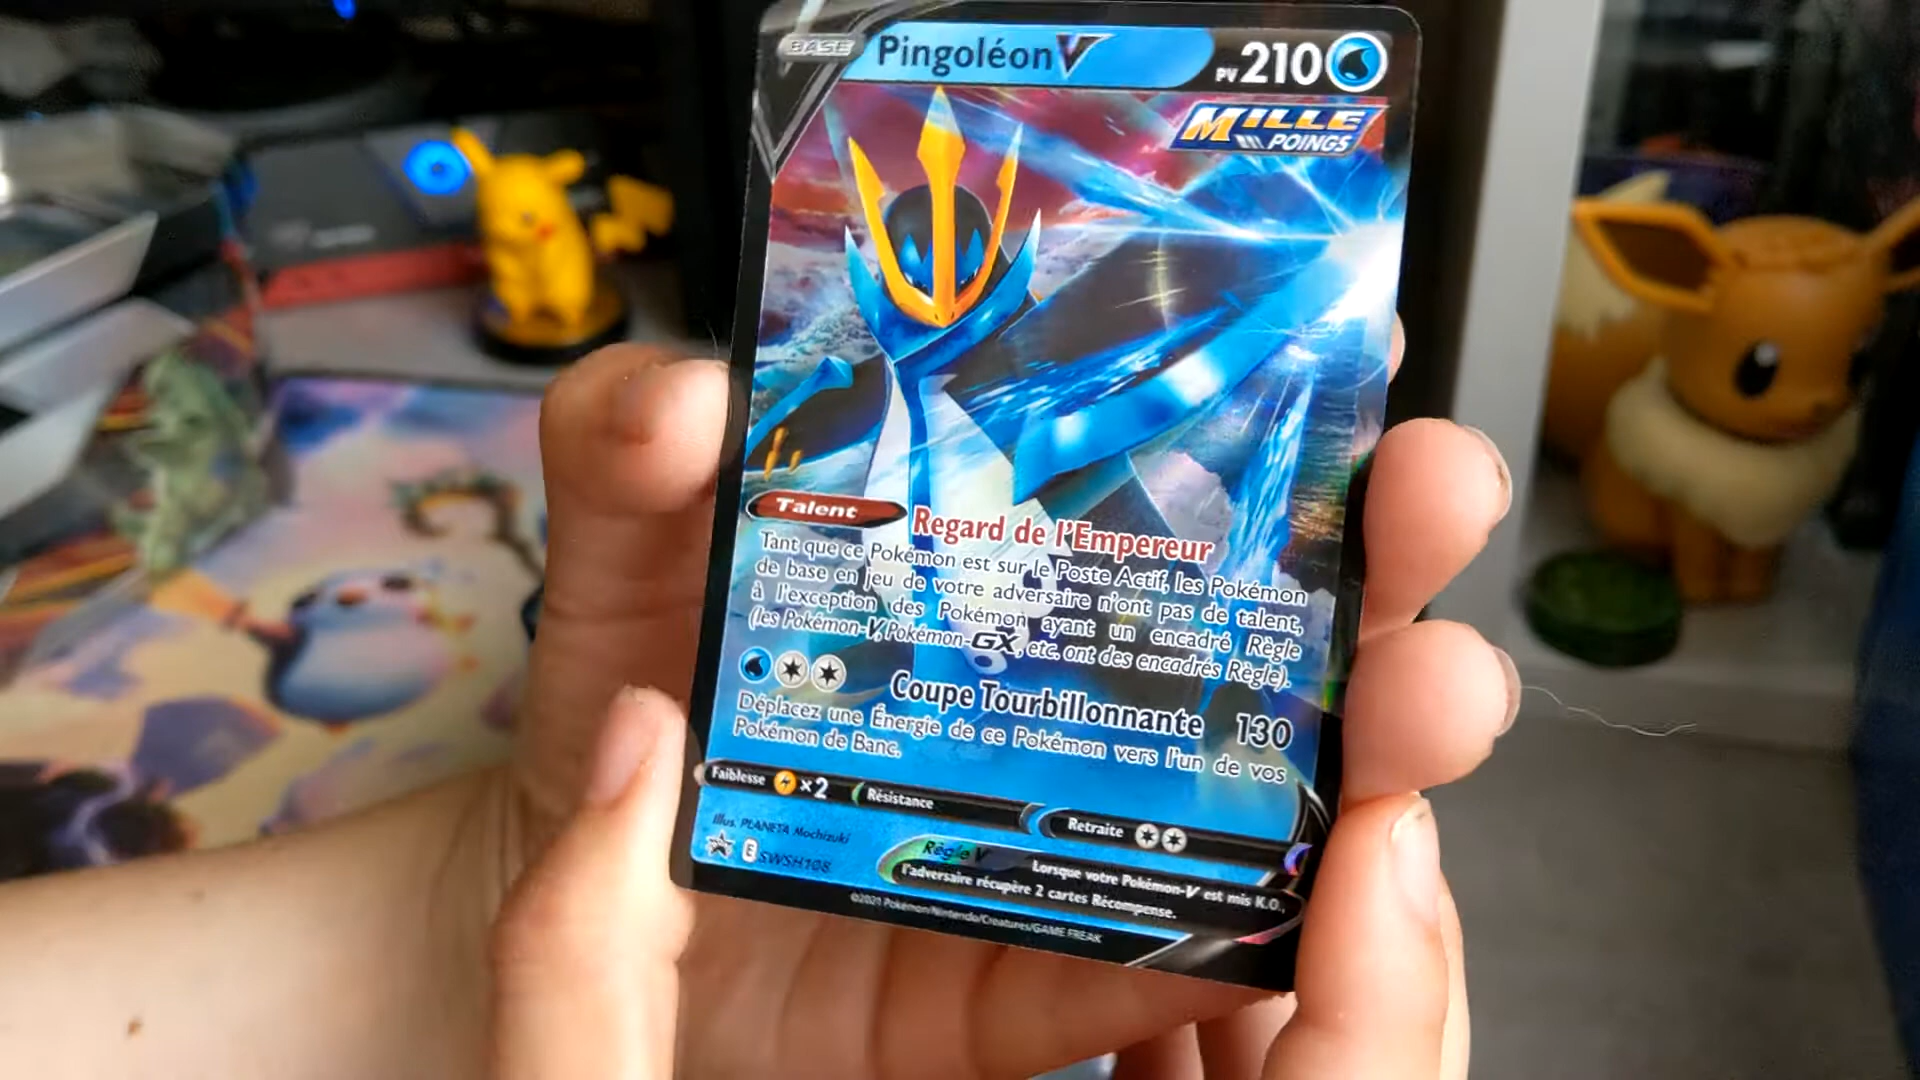 BASE
Pingoléon V
PV 210
MILLE
POINGS
Talent
Regard de l'Empereur
Tant que ce Pokémon est sur le Poste Actif, les Pokémon
de base en jeu de votre adversaire n'ont pas de talent,
à l'exception des Pokémon ayant un encadré Règle
(les Pokémon-V, Pokémon-GX, etc. ont des encadrés Règle).
Coupe Tourbillonnante 130
Déplacez une Énergie de ce Pokémon vers l'un de vos
Pokémon de Banc.
Faiblesse ×2
Résistance
Retraite
Illus. PLANETA Mochizuki
E SWSH108
Règle V
Lorsque votre Pokémon-V est mis K.O.,
l'adversaire récupère 2 cartes Récompense.
©2021 Pokémon/Nintendo/Creatures/GAME FREAK